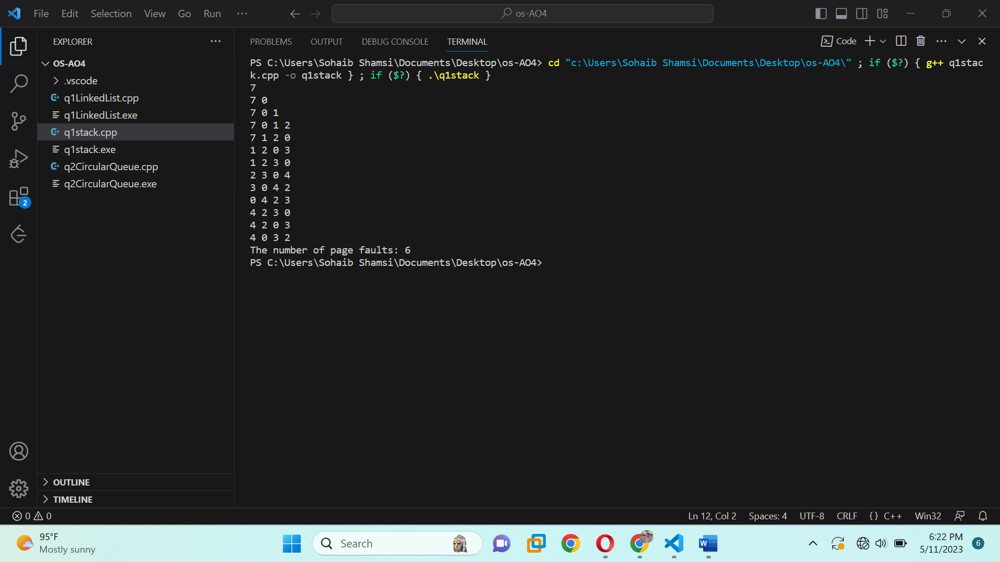 File Edit Selection View Go Run ··· os-AO4
EXPLORER ···
OS-AO4
.vscode
q1LinkedList.cpp
q1LinkedList.exe
q1stack.cpp
q1stack.exe
q2CircularQueue.cpp
q2CircularQueue.exe
2
OUTLINE
TIMELINE
PROBLEMS OUTPUT DEBUG CONSOLE TERMINAL Code
PS C:\Users\Sohaib Shamsi\Documents\Desktop\os-AO4> cd "c:\Users\Sohaib Shamsi\Documents\Desktop\os-AO4\" ; if ($?) { g++ q1stac
k.cpp -o q1stack } ; if ($?) { .\q1stack }
7
7 0
7 0 1
7 0 1 2
7 1 2 0
1 2 0 3
1 2 3 0
2 3 0 4
3 0 4 2
0 4 2 3
4 2 3 0
4 2 0 3
4 0 3 2
The number of page faults: 6
PS C:\Users\Sohaib Shamsi\Documents\Desktop\os-AO4>
0 0 Ln 12, Col 2 Spaces: 4 UTF-8 CRLF {} C++ Win32
95°F
Mostly sunny
Search
W
6:22 PM
5/11/2023
6